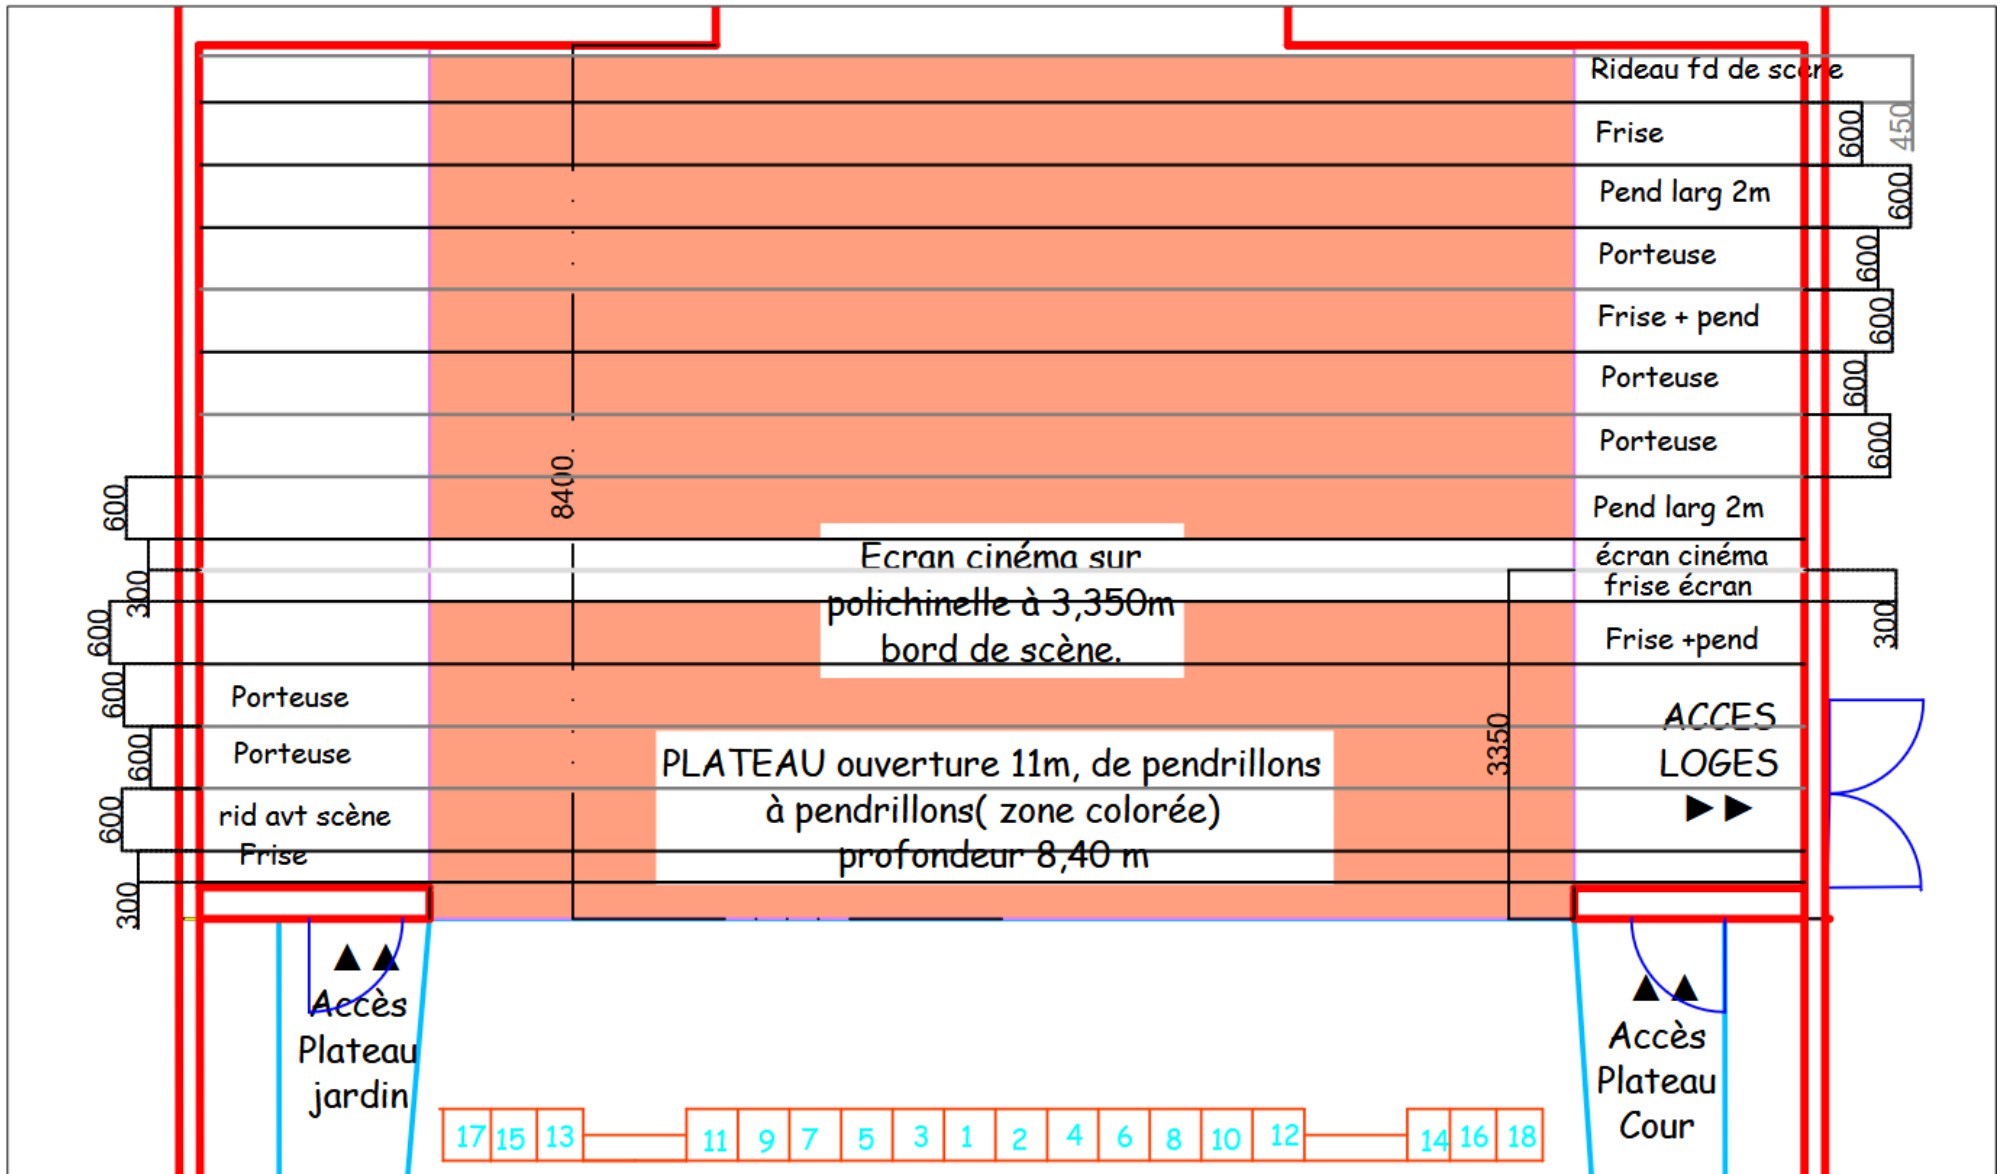 Rideau fd de scène
450
Frise
600
Pend larg 2m
600
Porteuse
600
Frise + pend
600
Porteuse
600
Porteuse
600
8400
600
Pend larg 2m
Ecran cinéma sur
polichinelle à 3,350m
bord de scène.
écran cinéma
frise écran
300
300
600
Frise +pend
600
Porteuse
ACCES
LOGES
►►
3350
600
Porteuse
PLATEAU ouverture 11m, de pendrillons
à pendrillons( zone colorée)
profondeur 8,40 m
600
rid avt scène
Frise
300
▲▲
Accès
Plateau
jardin
▲▲
Accès
Plateau
Cour
17 15 13 11 9 7 5 3 1 2 4 6 8 10 12 14 16 18